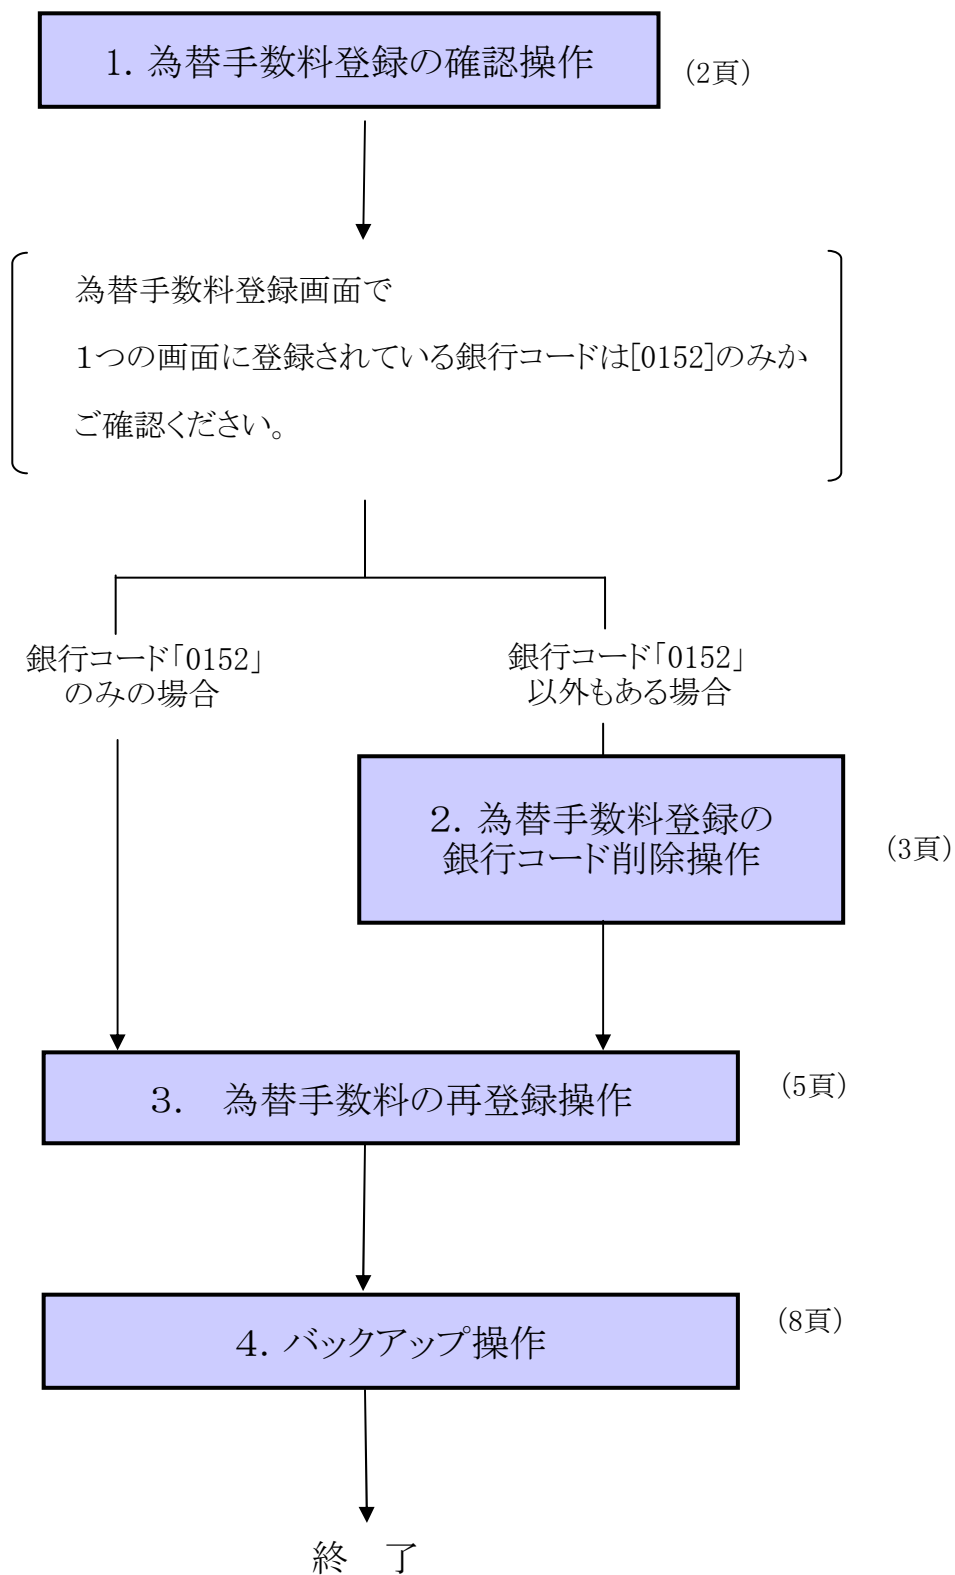 1. 為替手数料登録の確認操作
(2頁)
為替手数料登録画面で
１つの画面に登録されている銀行コードは[0152]のみか
ご確認ください。
銀行コード「0152」
のみの場合
銀行コード「0152」
以外もある場合
２. 為替手数料登録の
銀行コード削除操作
(3頁)
３.　為替手数料の再登録操作
(5頁)
４. バックアップ操作
(8頁)
終　了